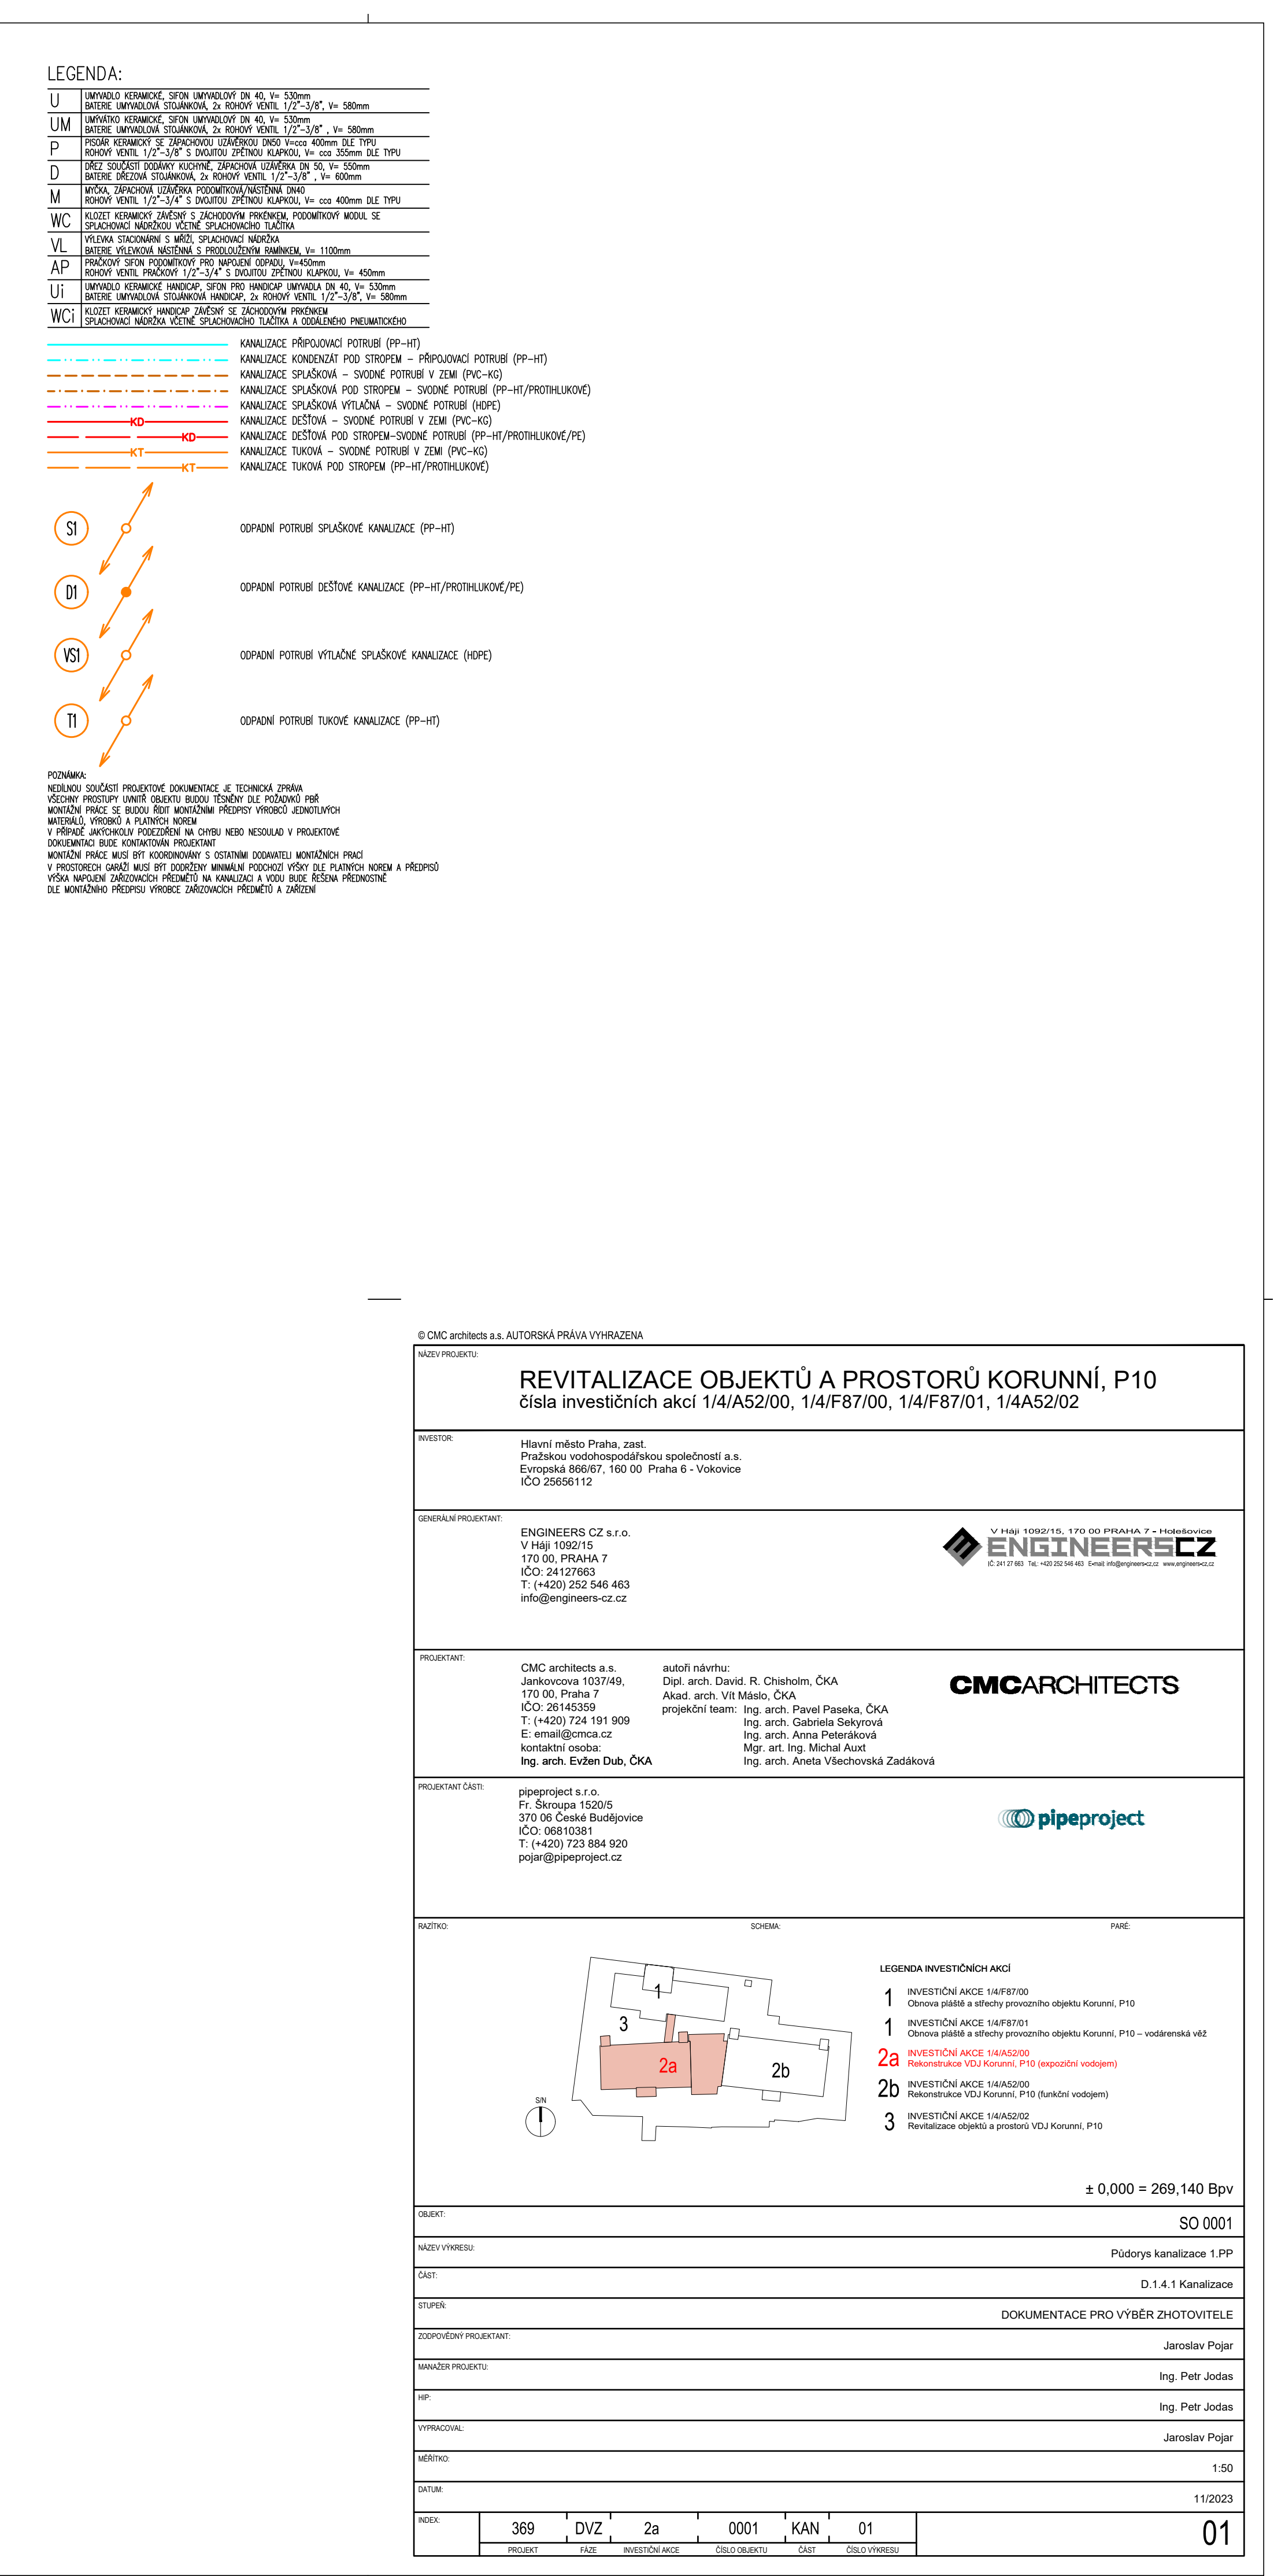 LEGENDA:
U
UMYVADLO KERAMICKÉ, SIFON UMYVADLOVÝ DN 40, V= 530mm
BATERIE UMYVADLOVÁ STOJÁNKOVÁ, 2x ROHOVÝ VENTIL 1/2"-3/8", V= 580mm
UM
UMÝVÁTKO KERAMICKÉ, SIFON UMYVADLOVÝ DN 40, V= 530mm
BATERIE UMYVADLOVÁ STOJÁNKOVÁ, 2x ROHOVÝ VENTIL 1/2"-3/8" , V= 580mm
P
PISOÁR KERAMICKÝ SE ZÁPACHOVOU UZÁVĚRKOU DN50 V=cca 400mm DLE TYPU
ROHOVÝ VENTIL 1/2"-3/8" S DVOJITOU ZPĚTNOU KLAPKOU, V= cca 355mm DLE TYPU
D
DŘEZ SOUČÁSTÍ DODÁVKY KUCHYNĚ, ZÁPACHOVÁ UZÁVĚRKA DN 50, V= 550mm
BATERIE DŘEZOVÁ STOJÁNKOVÁ, 2x ROHOVÝ VENTIL 1/2"-3/8" , V= 600mm
M
MYČKA, ZÁPACHOVÁ UZÁVĚRKA PODOMÍTKOVÁ/NÁSTĚNNÁ DN40
ROHOVÝ VENTIL 1/2"-3/4" S DVOJITOU ZPĚTNOU KLAPKOU, V= cca 400mm DLE TYPU
WC
KLOZET KERAMICKÝ ZÁVĚSNÝ S ZÁCHODOVÝM PRKÉNKEM, PODOMÍTKOVÝ MODUL SE
SPLACHOVACÍ NÁDRŽKOU VČETNĚ SPLACHOVACÍHO TLAČÍTKA
VL
VÝLEVKA STACIONÁRNÍ S MŘÍŽÍ, SPLACHOVACÍ NÁDRŽKA
BATERIE VÝLEVKOVÁ NÁSTĚNNÁ S PRODLOUŽENÝM RAMÍNKEM, V= 1100mm
AP
PRAČKOVÝ SIFON PODOMÍTKOVÝ PRO NAPOJENÍ ODPADU, V=450mm
ROHOVÝ VENTIL PRAČKOVÝ 1/2"-3/4" S DVOJITOU ZPĚTNOU KLAPKOU, V= 450mm
Ui
UMYVADLO KERAMICKÉ HANDICAP, SIFON PRO HANDICAP UMYVADLA DN 40, V= 530mm
BATERIE UMYVADLOVÁ STOJÁNKOVÁ HANDICAP, 2x ROHOVÝ VENTIL 1/2"-3/8", V= 580mm
WCi
KLOZET KERAMICKÝ HANDICAP ZÁVĚSNÝ SE ZÁCHODOVÝM PRKÉNKEM
SPLACHOVACÍ NÁDRŽKA VČETNĚ SPLACHOVACÍHO TLAČÍTKA A ODDÁLENÉHO PNEUMATICKÉHO
KANALIZACE PŘIPOJOVACÍ POTRUBÍ (PP-HT)
KANALIZACE KONDENZÁT POD STROPEM - PŘIPOJOVACÍ POTRUBÍ (PP-HT)
KANALIZACE SPLAŠKOVÁ - SVODNÉ POTRUBÍ V ZEMI (PVC-KG)
KANALIZACE SPLAŠKOVÁ POD STROPEM - SVODNÉ POTRUBÍ (PP-HT/PROTIHLUKOVÉ)
KANALIZACE SPLAŠKOVÁ VÝTLAČNÁ - SVODNÉ POTRUBÍ (HDPE)
KD KANALIZACE DEŠŤOVÁ - SVODNÉ POTRUBÍ V ZEMI (PVC-KG)
KD KANALIZACE DEŠŤOVÁ POD STROPEM-SVODNÉ POTRUBÍ (PP-HT/PROTIHLUKOVÉ/PE)
KT KANALIZACE TUKOVÁ - SVODNÉ POTRUBÍ V ZEMI (PVC-KG)
KT KANALIZACE TUKOVÁ POD STROPEM (PP-HT/PROTIHLUKOVÉ)
S1 ODPADNÍ POTRUBÍ SPLAŠKOVÉ KANALIZACE (PP-HT)
D1 ODPADNÍ POTRUBÍ DEŠŤOVÉ KANALIZACE (PP-HT/PROTIHLUKOVÉ/PE)
VS1 ODPADNÍ POTRUBÍ VÝTLAČNÉ SPLAŠKOVÉ KANALIZACE (HDPE)
T1 ODPADNÍ POTRUBÍ TUKOVÉ KANALIZACE (PP-HT)
POZNÁMKA:
NEDÍLNOU SOUČÁSTÍ PROJEKTOVÉ DOKUMENTACE JE TECHNICKÁ ZPRÁVA
VŠECHNY PROSTUPY UVNITŘ OBJEKTU BUDOU TĚSNĚNY DLE POŽADVKŮ PBŘ
MONTÁŽNÍ PRÁCE SE BUDOU ŘÍDIT MONTÁŽNÍMI PŘEDPISY VÝROBCŮ JEDNOTLIVÝCH
MATERIÁLŮ, VÝROBKŮ A PLATNÝCH NOREM
V PŘÍPADĚ JAKÝCHKOLIV PODEZDŘENÍ NA CHYBU NEBO NESOULAD V PROJEKTOVÉ
DOKUEMNTACI BUDE KONTAKTOVÁN PROJEKTANT
MONTÁŽNÍ PRÁCE MUSÍ BÝT KOORDINOVÁNY S OSTATNÍMI DODAVATELI MONTÁŽNÍCH PRACÍ
V PROSTORECH GARÁŽÍ MUSÍ BÝT DODRŽENY MINIMÁLNÍ PODCHOZÍ VÝŠKY DLE PLATNÝCH NOREM A PŘEDPISŮ
VÝŠKA NAPOJENÍ ZAŘIZOVACÍCH PŘEDMĚTŮ NA KANALIZACI A VODU BUDE ŘEŠENA PŘEDNOSTNĚ
DLE MONTÁŽNÍHO PŘEDPISU VÝROBCE ZAŘIZOVACÍCH PŘEDMĚTŮ A ZAŘÍZENÍ
© CMC architects a.s. AUTORSKÁ PRÁVA VYHRAZENA
NÁZEV PROJEKTU:
REVITALIZACE OBJEKTŮ A PROSTORŮ KORUNNÍ, P10
čísla investičních akcí 1/4/A52/00, 1/4/F87/00, 1/4/F87/01, 1/4A52/02
INVESTOR:
Hlavní město Praha, zast.
Pražskou vodohospodářskou společností a.s.
Evropská 866/67, 160 00 Praha 6 - Vokovice
IČO 25656112
GENERÁLNÍ PROJEKTANT:
ENGINEERS CZ s.r.o.
V Háji 1092/15
170 00, PRAHA 7
IČO: 24127663
T: (+420) 252 546 463
info@engineers-cz.cz
V Háji 1092/15, 170 00 PRAHA 7 - Holešovice
ENGINEERSCZ
IČ: 241 27 663 Tel.: +420 252 546 463 E-mail: info@engineers-cz.cz www.engineers-cz.cz
PROJEKTANT:
CMC architects a.s.
Jankovcova 1037/49,
170 00, Praha 7
IČO: 26145359
T: (+420) 724 191 909
E: email@cmca.cz
kontaktní osoba:
Ing. arch. Evžen Dub, ČKA
autoři návrhu:
Dipl. arch. David. R. Chisholm, ČKA
Akad. arch. Vít Máslo, ČKA
projekční team: Ing. arch. Pavel Paseka, ČKA
Ing. arch. Gabriela Sekyrová
Ing. arch. Anna Peteráková
Mgr. art. Ing. Michal Auxt
Ing. arch. Aneta Všechovská Zadáková
CMCARCHITECTS
PROJEKTANT ČÁSTI:
pipeproject s.r.o.
Fr. Škroupa 1520/5
370 06 České Budějovice
IČO: 06810381
T: (+420) 723 884 920
pojar@pipeproject.cz
pipeproject
RAZÍTKO:
SCHEMA:
PARÉ:
1
3
2a
2b
S/N
LEGENDA INVESTIČNÍCH AKCÍ
1 INVESTIČNÍ AKCE 1/4/F87/00
Obnova pláště a střechy provozního objektu Korunní, P10
1 INVESTIČNÍ AKCE 1/4/F87/01
Obnova pláště a střechy provozního objektu Korunní, P10 – vodárenská věž
2a INVESTIČNÍ AKCE 1/4/A52/00
Rekonstrukce VDJ Korunní, P10 (expoziční vodojem)
2b INVESTIČNÍ AKCE 1/4/A52/00
Rekonstrukce VDJ Korunní, P10 (funkční vodojem)
3 INVESTIČNÍ AKCE 1/4/A52/02
Revitalizace objektů a prostorů VDJ Korunní, P10
± 0,000 = 269,140 Bpv
OBJEKT:
SO 0001
NÁZEV VÝKRESU:
Půdorys kanalizace 1.PP
ČÁST:
D.1.4.1 Kanalizace
STUPEŇ:
DOKUMENTACE PRO VÝBĚR ZHOTOVITELE
ZODPOVĚDNÝ PROJEKTANT:
Jaroslav Pojar
MANAŽER PROJEKTU:
Ing. Petr Jodas
HIP:
Ing. Petr Jodas
VYPRACOVAL:
Jaroslav Pojar
MĚŘÍTKO:
1:50
DATUM:
11/2023
INDEX:
369 DVZ 2a 0001 KAN 01
PROJEKT FÁZE INVESTIČNÍ AKCE ČÍSLO OBJEKTU ČÁST ČÍSLO VÝKRESU
01